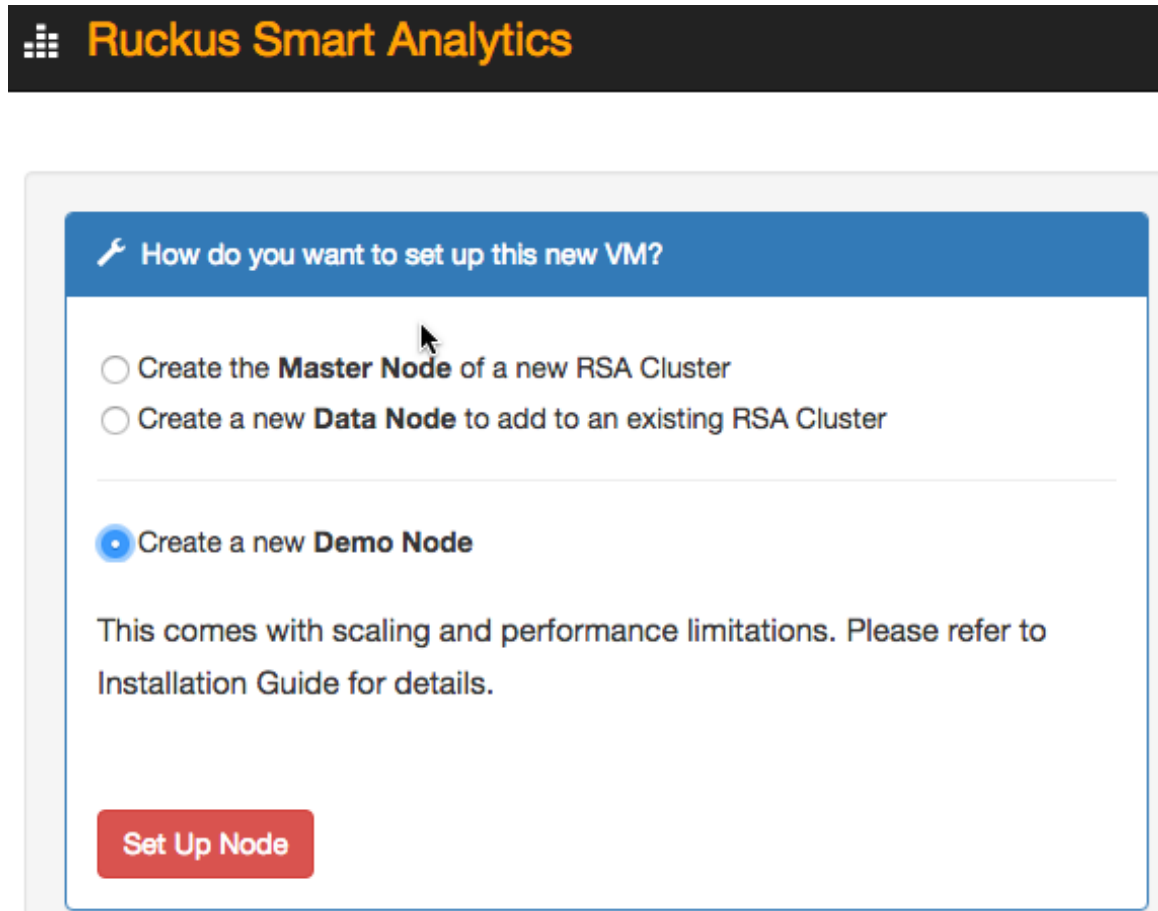 Ruckus Smart Analytics
How do you want to set up this new VM?
Create the Master Node of a new RSA Cluster
Create a new Data Node to add to an existing RSA Cluster
Create a new Demo Node
This comes with scaling and performance limitations. Please refer to
Installation Guide for details.
Set Up Node